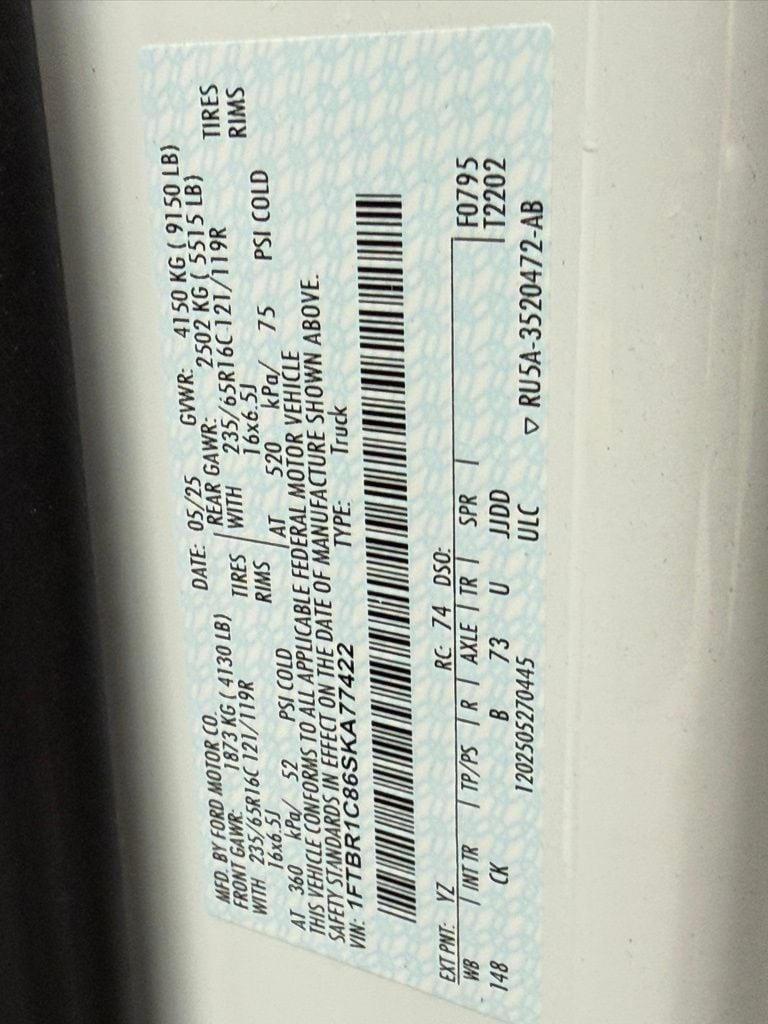 MFD. BY FORD MOTOR CO. DATE: 05/25 GVWR: 4150 KG ( 9150 LB)
FRONT GAWR: 1873 KG ( 4130 LB) REAR GAWR: 2502 KG ( 5515 LB)
WITH 235/65R16C 121/119R TIRES WITH 235/65R16C 121/119R TIRES
16x6.5J RIMS 16x6.5J RIMS
AT 360 kPa/ 52 PSI COLD AT 520 kPa/ 75 PSI COLD
THIS VEHICLE CONFORMS TO ALL APPLICABLE FEDERAL MOTOR VEHICLE
SAFETY STANDARDS IN EFFECT ON THE DATE OF MANUFACTURE SHOWN ABOVE.
VIN: 1FTBR1C86SKA77422 TYPE: Truck
EXT PNT: YZ RC: 74 DSO: F0795
WB INT TR TP/PS R AXLE TR SPR T2202
148 CK B 73 U JJDD
1202505270445 ULC ▽ RU5A-3520472-AB